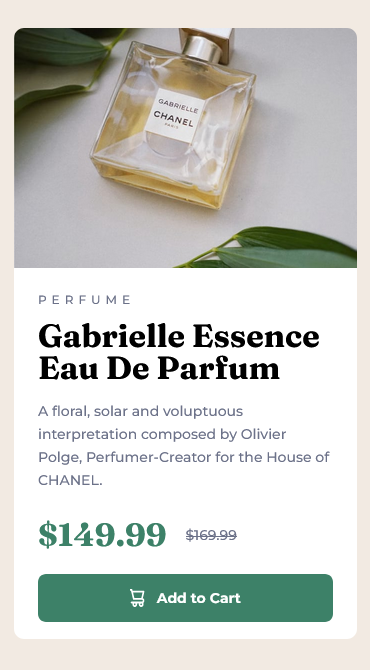 GABRIELLE
CHANEL
PARIS
PERFUME
Gabrielle Essence
Eau De Parfum
A floral, solar and voluptuous
interpretation composed by Olivier
Polge, Perfumer-Creator for the House of
CHANEL.
$149.99 $169.99
Add to Cart